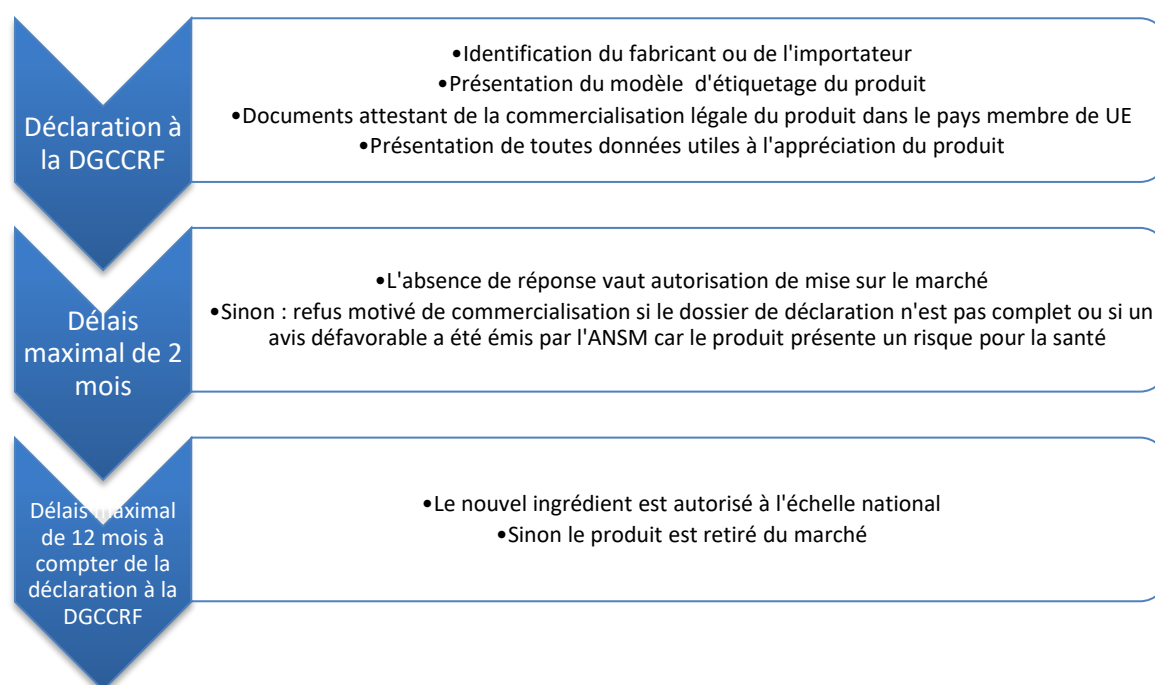 Déclaration à
la DGCCRF
•Identification du fabricant ou de l'importateur
•Présentation du modèle d'étiquetage du produit
•Documents attestant de la commercialisation légale du produit dans le pays membre de UE
•Présentation de toutes données utiles à l'appréciation du produit
Délais
maximal de 2
mois
•L'absence de réponse vaut autorisation de mise sur le marché
•Sinon : refus motivé de commercialisation si le dossier de déclaration n'est pas complet ou si un
avis défavorable a été émis par l'ANSM car le produit présente un risque pour la santé
Délais maximal
de 12 mois à
compter de la
déclaration à la
DGCCRF
•Le nouvel ingrédient est autorisé à l'échelle national
•Sinon le produit est retiré du marché